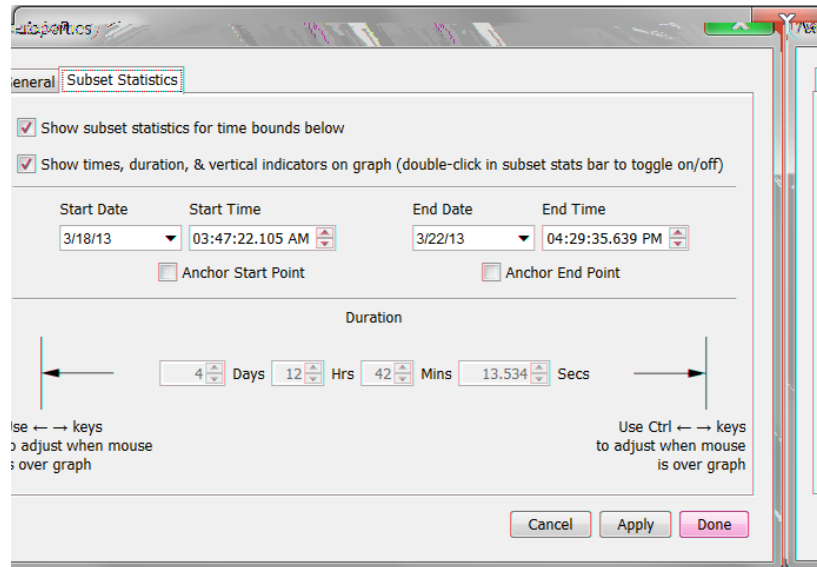 Subset Statistics
Show subset statistics for time bounds below
Show times, duration, & vertical indicators on graph (double-click in subset stats bar to toggle on/off)
Start Date Start Time End Date End Time
3/18/13 03:47:22.105 AM 3/22/13 04:29:35.639 PM
Anchor Start Point Anchor End Point
Duration
4 Days 12 Hrs 42 Mins 13.534 Secs
← → keys Use Ctrl ← → keys
adjust when mouse to adjust when mouse
over graph is over graph
Cancel Apply Done